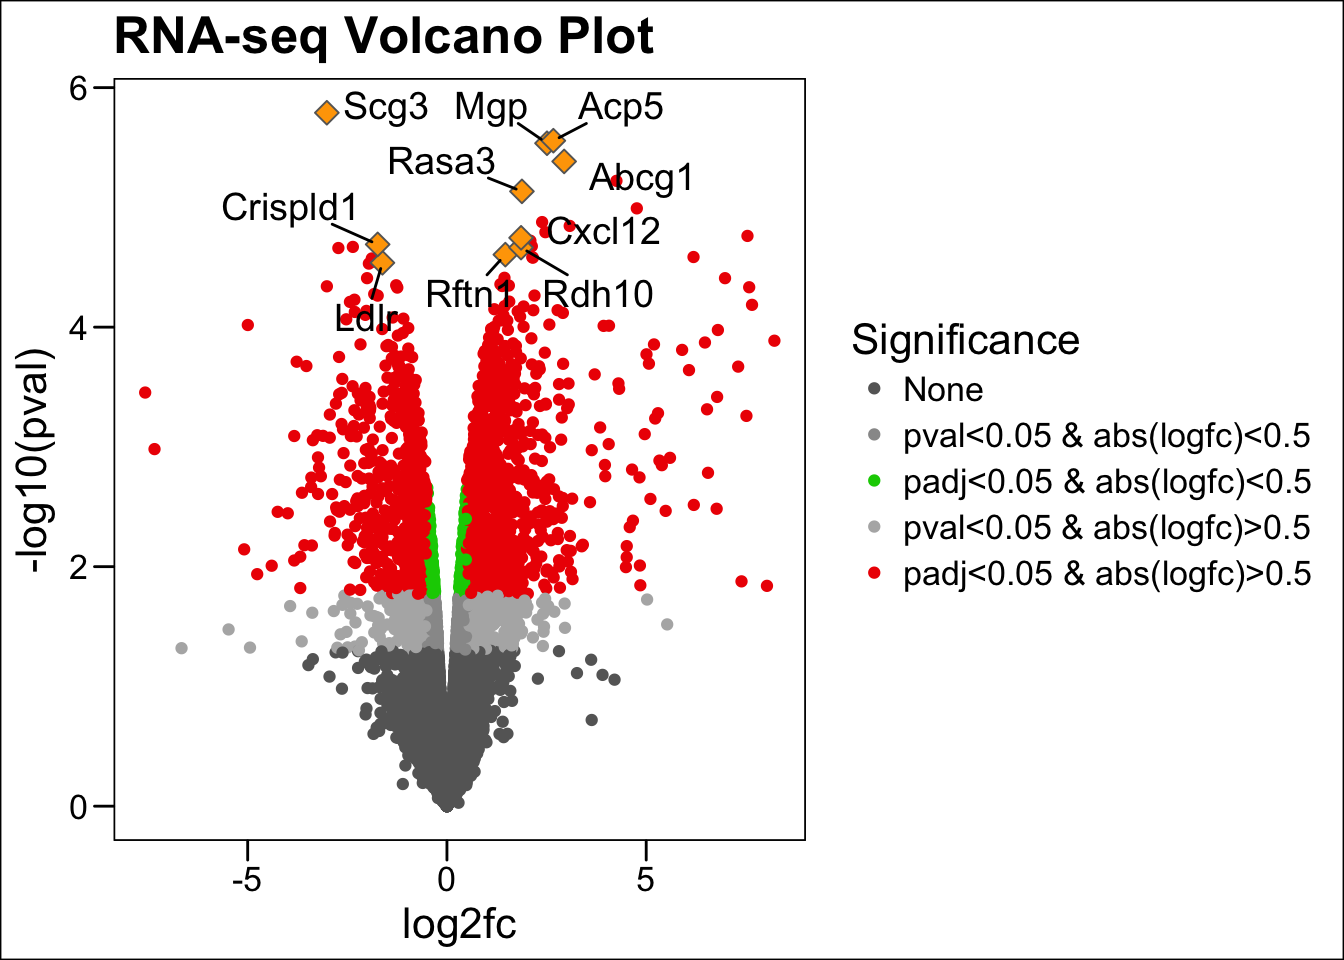 RNA-seq Volcano Plot
6
4
2
0
-log10(pval)
Scg3
Mgp
Acp5
Rasa3
Abcg1
Crispld1
Cxcl12
Rftn1
Rdh10
Ldlr
-5
0
5
log2fc
Significance
None
pval<0.05 & abs(logfc)<0.5
padj<0.05 & abs(logfc)<0.5
pval<0.05 & abs(logfc)>0.5
padj<0.05 & abs(logfc)>0.5